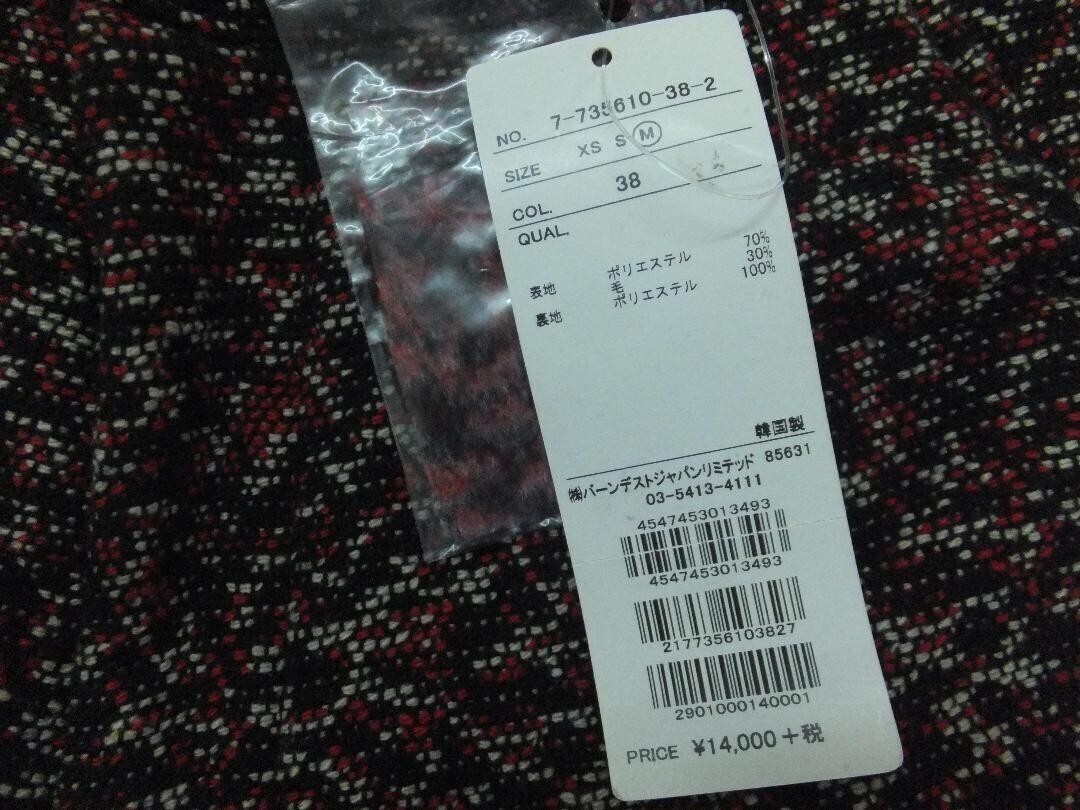 NO. 7-735610-38-2
SIZE XS S M
COL. 38
QUAL.
表地 ポリエステル 70%
毛 30%
裏地 ポリエステル 100%
韓国製
㈱バーンデストジャパンリミテッド 85631
03-5413-4111
4547453013493
4547453013493
2177356103827
2901000140001
PRICE ¥14,000+税